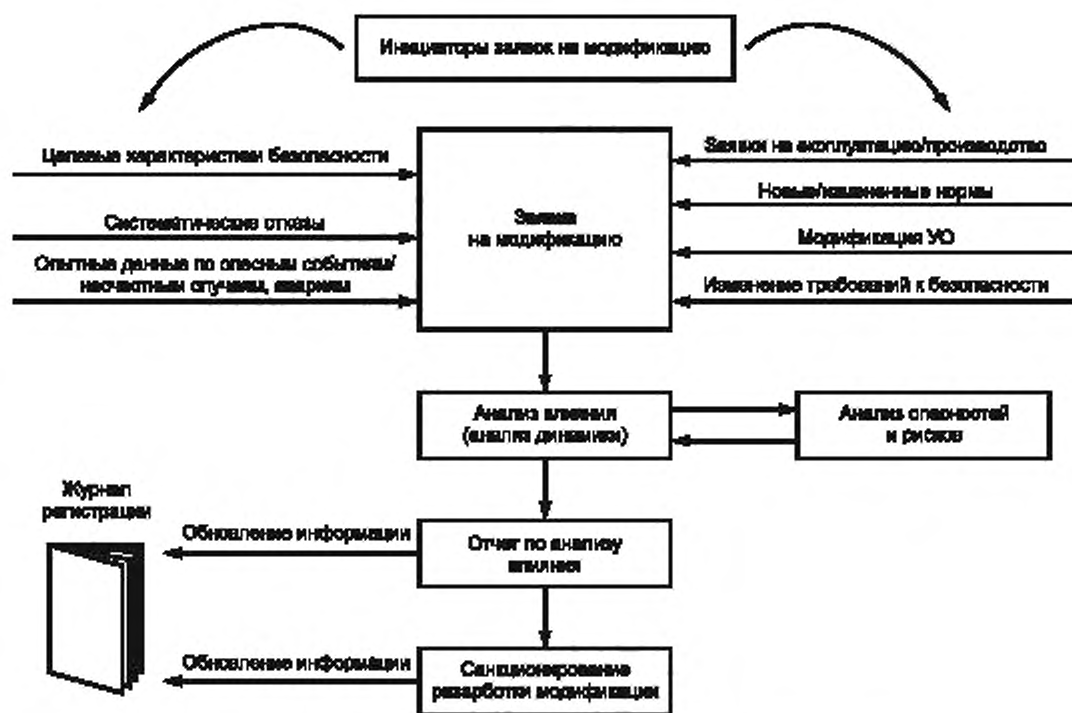 Инициаторы заявок на модификацию
Целевые характеристики безопасности
Систематические отказы
Опытные данные по опасным событиям/
несчастным случаям, авариям
Заявка
на модификацию
Заявки на эксплуатацию/производство
Новые/измененные нормы
Модификация УО
Изменение требований к безопасности
Анализ влияния
(анализ динамики)
Анализ опасностей
и рисков
Журнал
регистрации
Обновление информации
Отчет по анализу
влияния
Обновление информации
Санкционирование
разарботки модификации